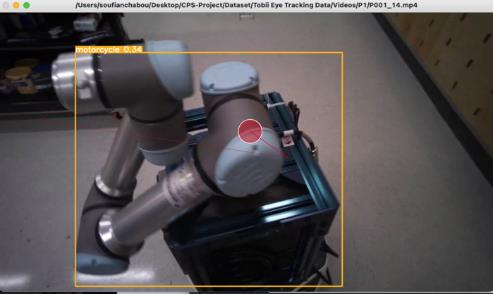 /Users/soufianchabou/Desktop/CPS-Project/Dataset/Tobii Eye Tracking Data/Videos/P1/P001_14.mp4
motorcycle 0.34